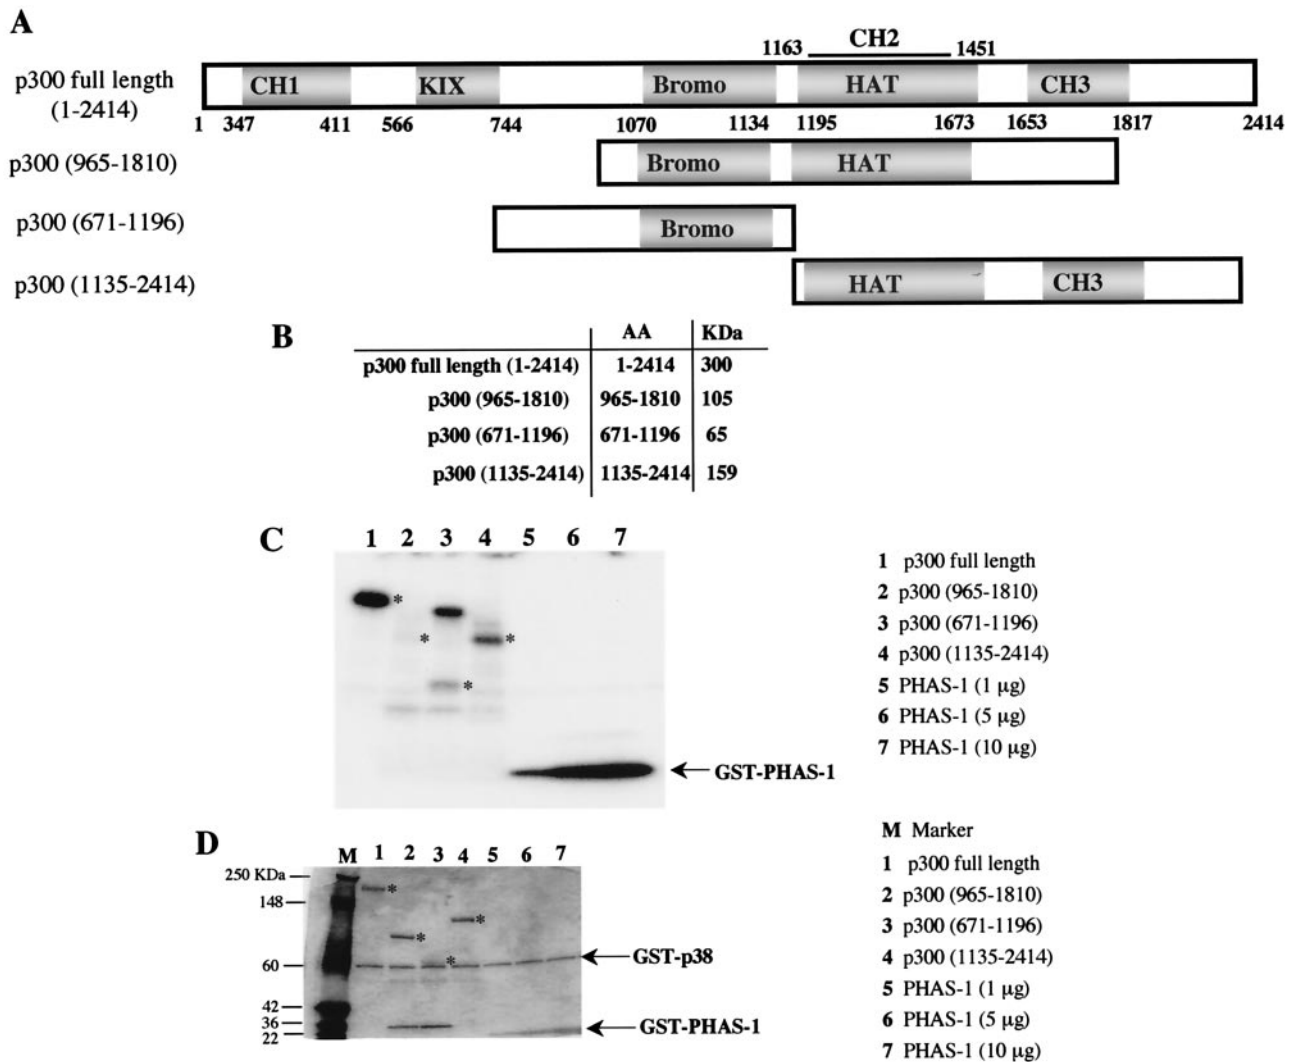 A
1163 CH2 1451
p300 full length
(1-2414)
CH1 KIX Bromo HAT CH3
1 347 411 566 744 1070 1134 1195 1673 1653 1817 2414
p300 (965-1810)
Bromo HAT
p300 (671-1196)
Bromo
p300 (1135-2414)
HAT CH3
B
AA KDa
p300 full length (1-2414) 1-2414 300
p300 (965-1810) 965-1810 105
p300 (671-1196) 671-1196 65
p300 (1135-2414) 1135-2414 159
C
1 2 3 4 5 6 7
*
* *
*
GST-PHAS-1
1 p300 full length
2 p300 (965-1810)
3 p300 (671-1196)
4 p300 (1135-2414)
5 PHAS-1 (1 µg)
6 PHAS-1 (5 µg)
7 PHAS-1 (10 µg)
D
M 1 2 3 4 5 6 7
250 KDa
*
148
*
*
*
GST-p38
60
42
36
22
GST-PHAS-1
M Marker
1 p300 full length
2 p300 (965-1810)
3 p300 (671-1196)
4 p300 (1135-2414)
5 PHAS-1 (1 µg)
6 PHAS-1 (5 µg)
7 PHAS-1 (10 µg)